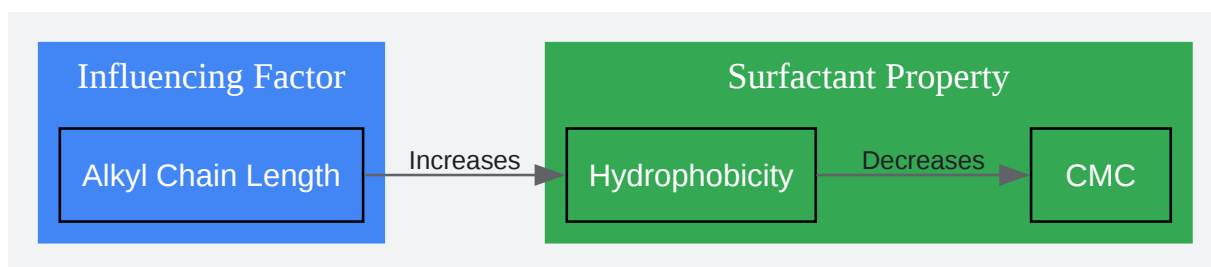 Influencing Factor
Surfactant Property
Alkyl Chain Length
Increases
Hydrophobicity
Decreases
CMC